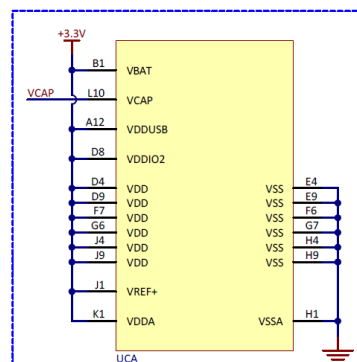 +3.3V
B1 VBAT
VCAP L10 VCAP
A12 VDDUSB
D8 VDDIO2
D4 VDD VSS E4
D9 VDD VSS E9
F7 VDD VSS F6
G6 VDD VSS G7
J4 VDD VSS H4
J9 VDD VSS H9
J1 VREF+
K1 VDDA VSSA H1
UCA